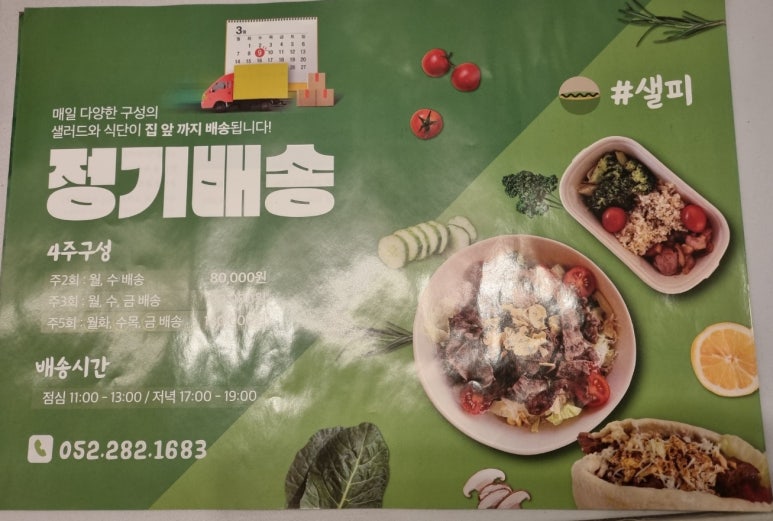 3월
#샐피
매일 다양한 구성의
샐러드와 식단이 집 앞 까지 배송됩니다!
정기배송
4주구성
주2회 : 월, 수 배송 80,000원
주3회 : 월, 수, 금 배송
주5회 : 월화, 수목, 금 배송
배송시간
점심 11:00 - 13:00 / 저녁 17:00 - 19:00
052.282.1683